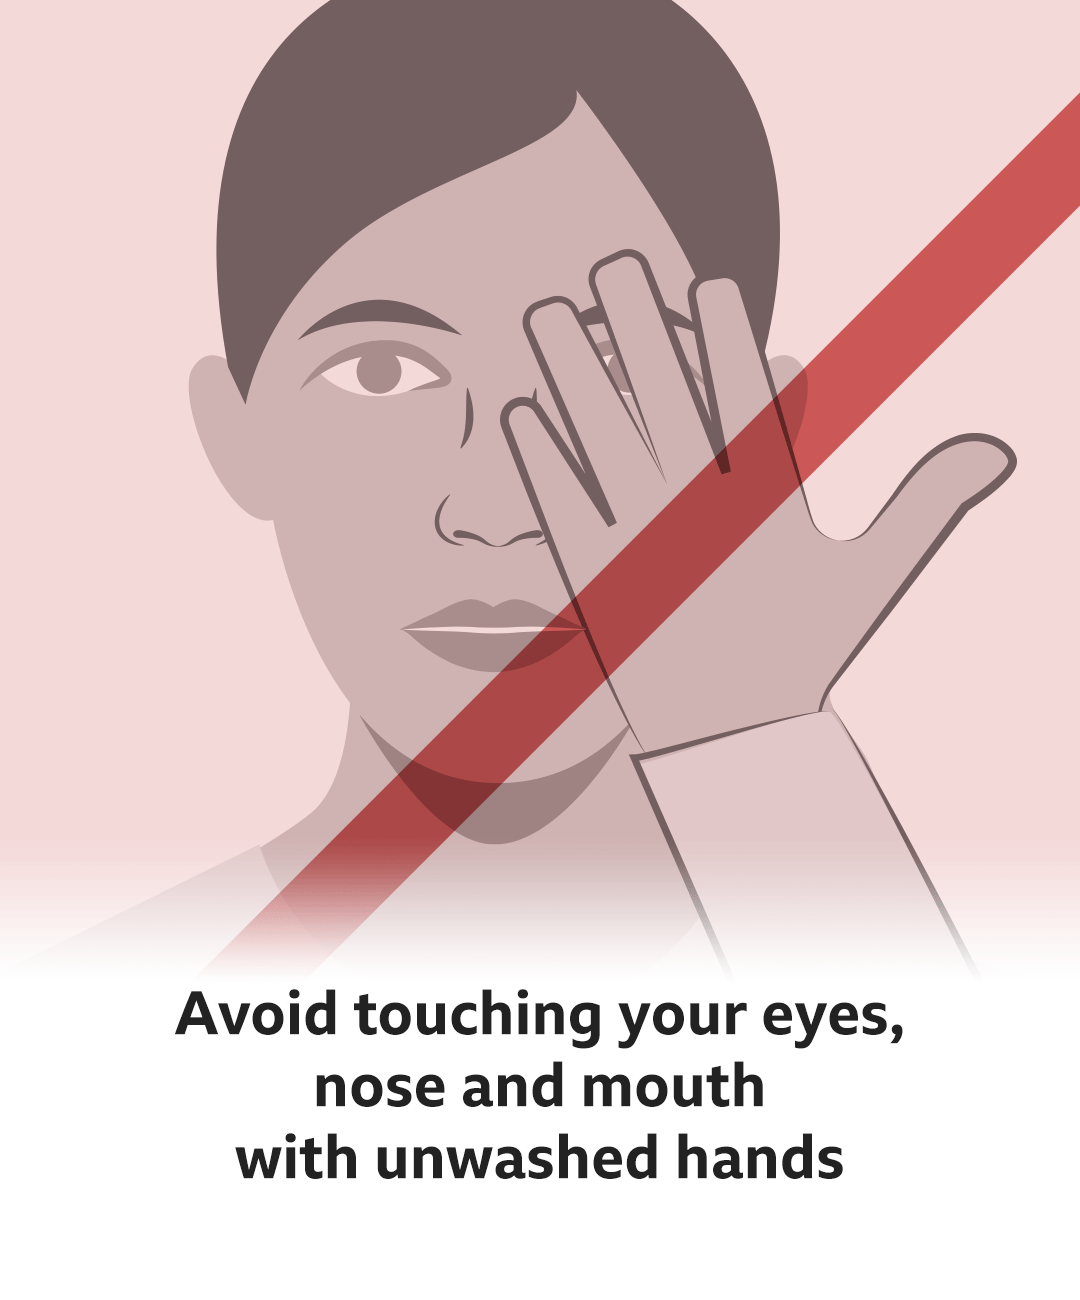 Avoid touching your eyes,
nose and mouth
with unwashed hands